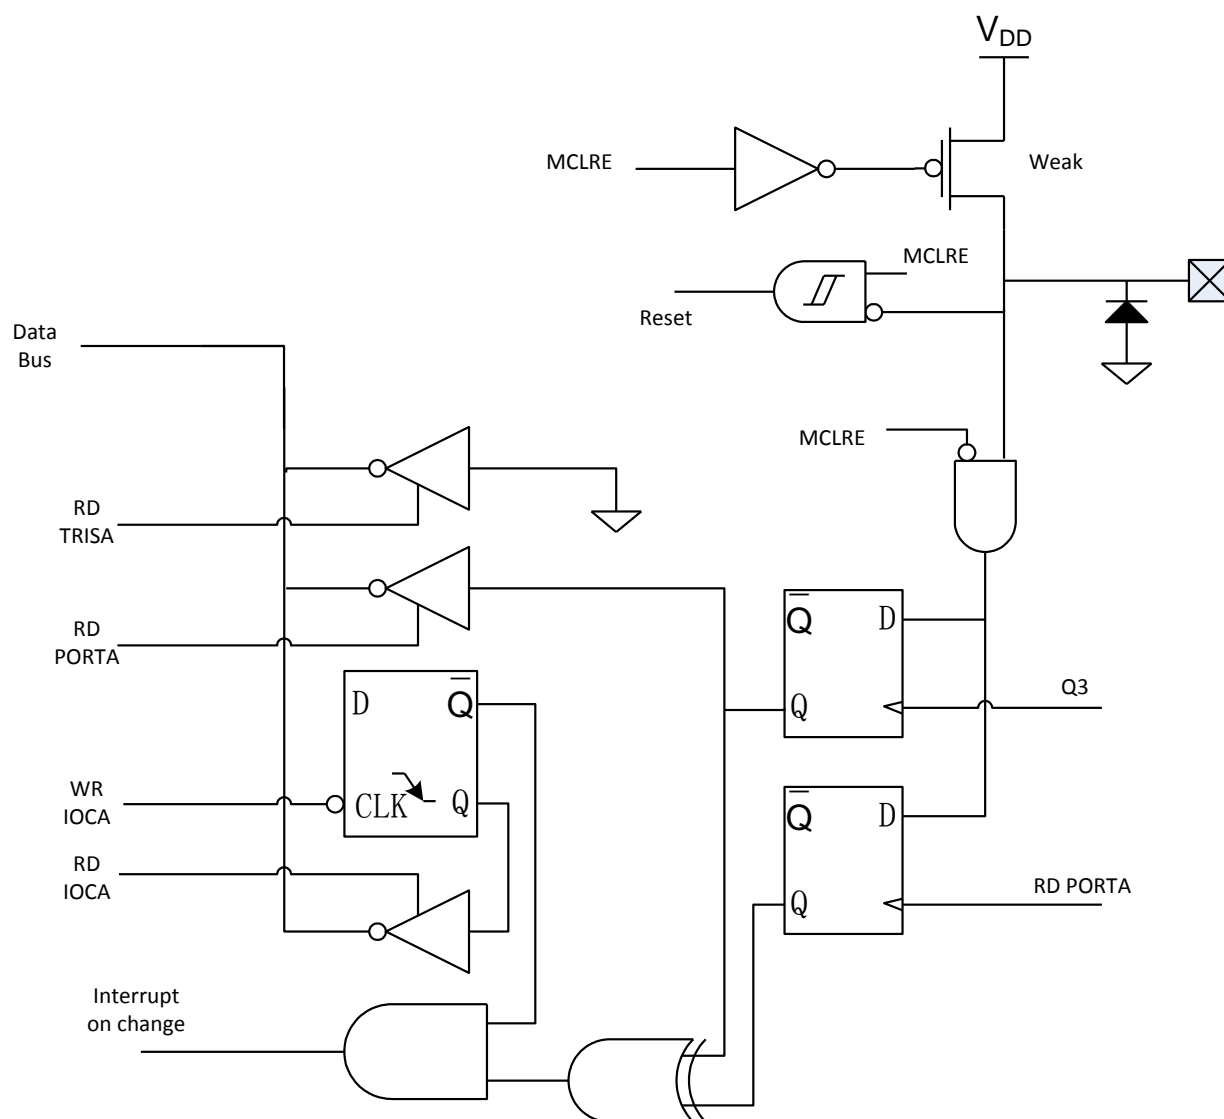 VDD
MCLRE
Weak
MCLRE
Reset
Data
Bus
MCLRE
RD
TRISA
RD
PORTA
Q
D
Q3
Q
D
Q
WR
IOCA
CLK
Q
Q
D
RD
IOCA
RD PORTA
Q
Interrupt
on change